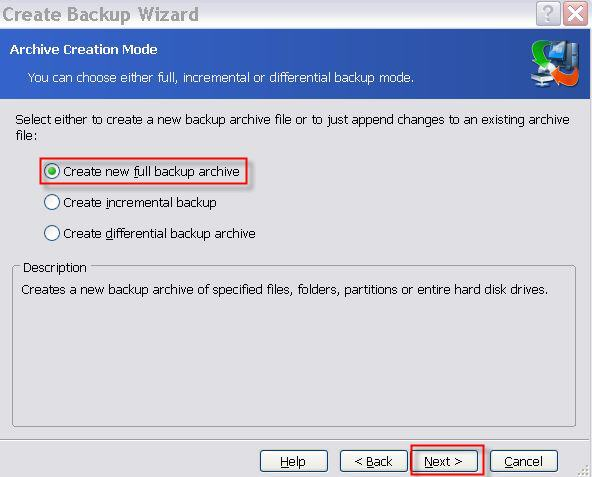 Create Backup Wizard
Archive Creation Mode
You can choose either full, incremental or differential backup mode.
Select either to create a new backup archive file or to just append changes to an existing archive
file:
Create new full backup archive
Create incremental backup
Create differential backup archive
Description
Creates a new backup archive of specified files, folders, partitions or entire hard disk drives.
Help
< Back
Next >
Cancel